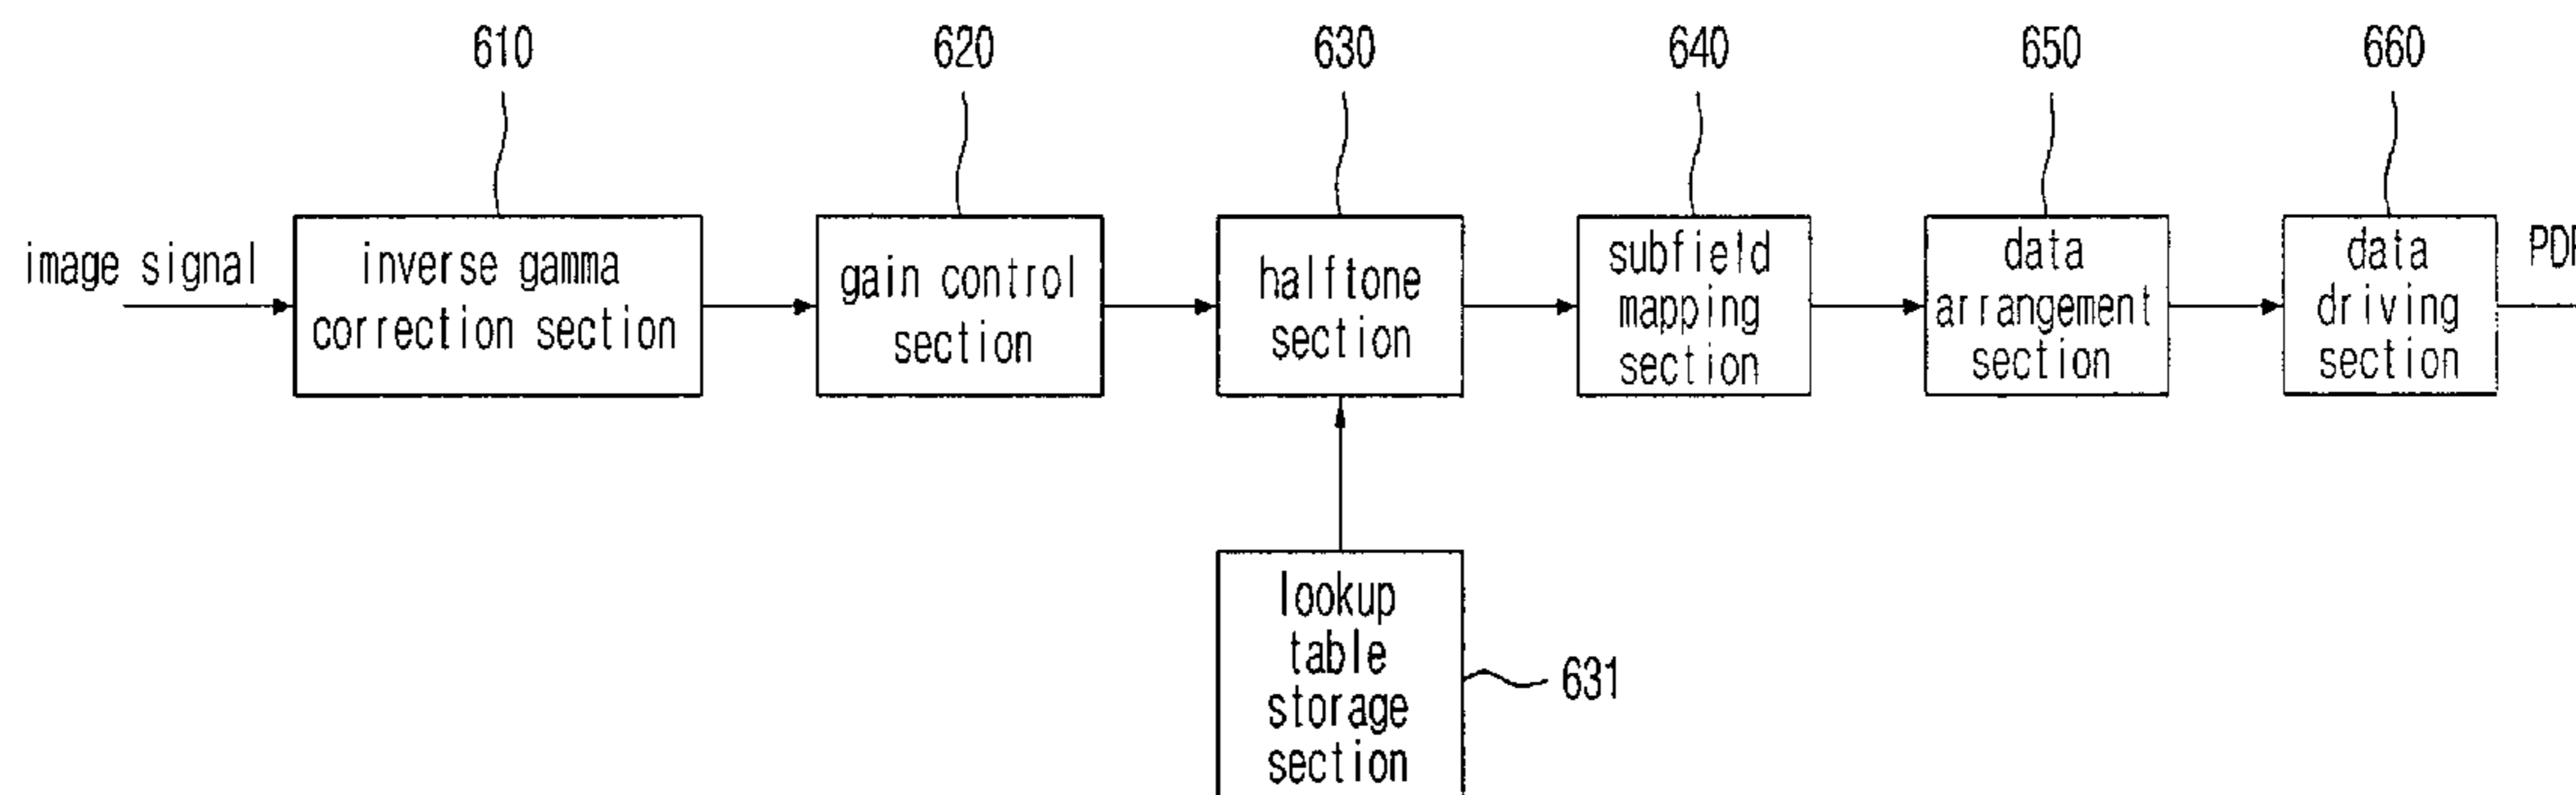 610
620
630
640
650
660
image signal
inverse gamma
correction section
gain control
section
halftone
section
subfield
mapping
section
data
arrangement
section
data
driving
section
lookup
table
storage
section
631